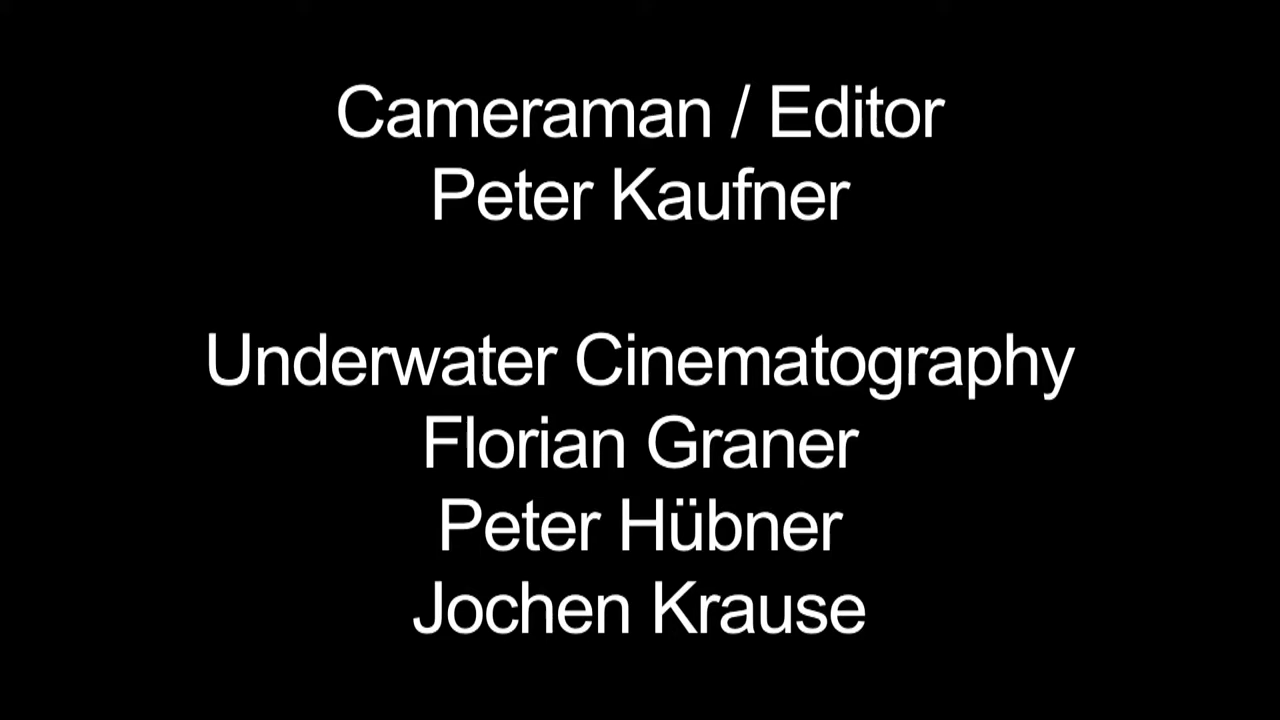 Cameraman / Editor
Peter Kaufner
Underwater Cinematography
Florian Graner
Peter Hübner
Jochen Krause